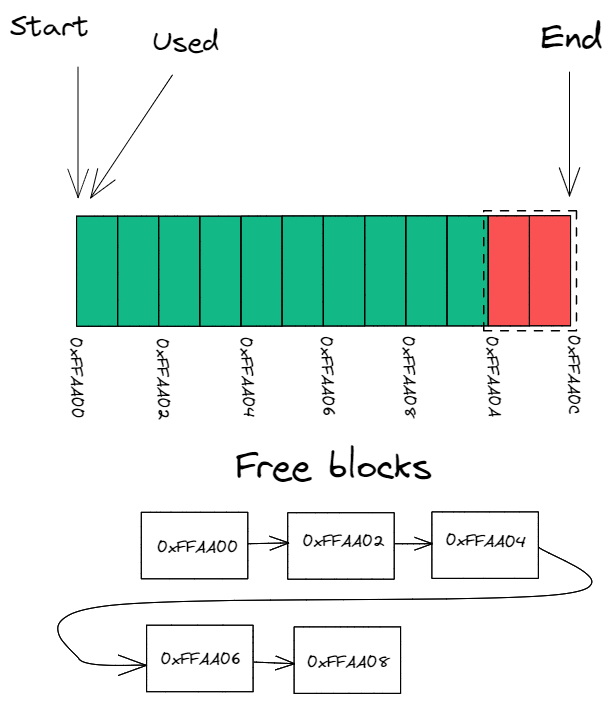 Start
Used
End
0xFFAA00
0xFFAA02
0xFFAA04
0xFFAA06
0xFFAA08
0xFFAA0A
0xFFAA0C
Free blocks
0xFFAA00
0xFFAA02
0xFFAA04
0xFFAA06
0xFFAA08